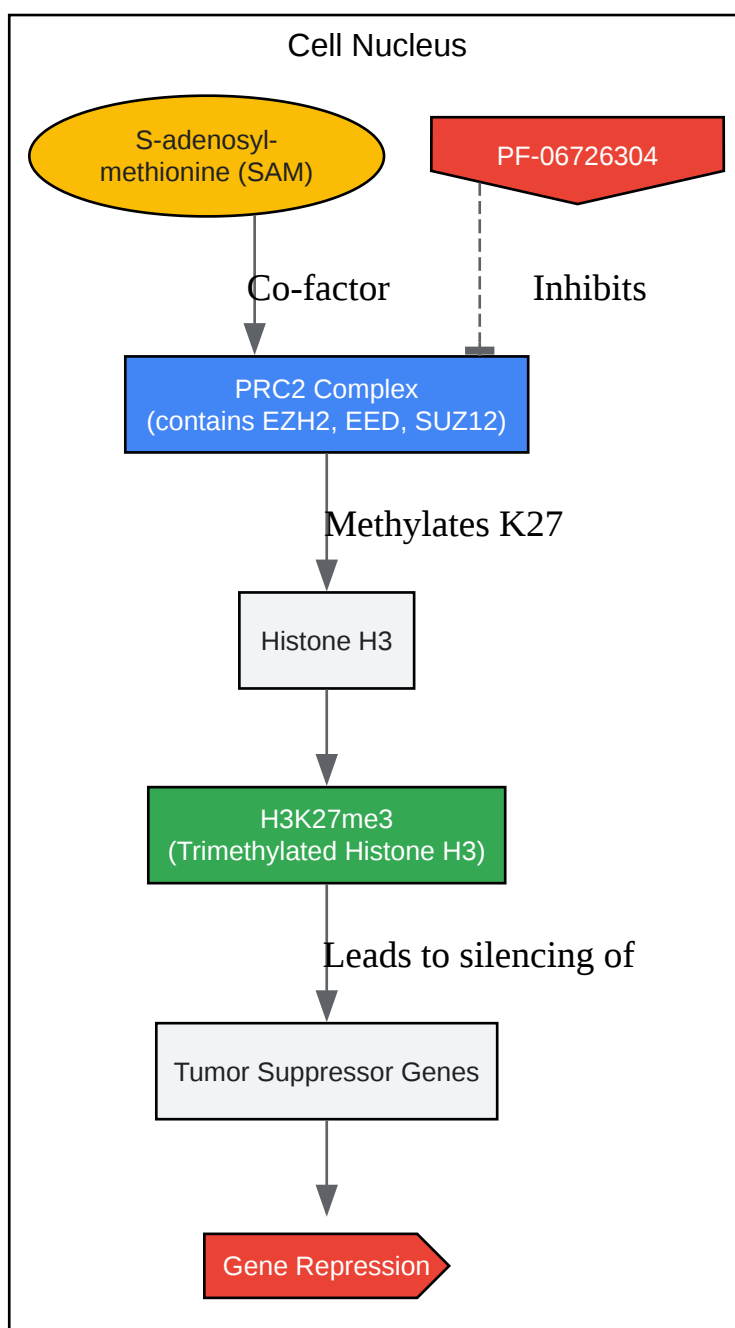 Cell Nucleus
S-adenosyl-
methionine (SAM)
PF-06726304
Co-factor
Inhibits
PRC2 Complex
(contains EZH2, EED, SUZ12)
Methylates K27
Histone H3
H3K27me3
(Trimethylated Histone H3)
Leads to silencing of
Tumor Suppressor Genes
Gene Repression